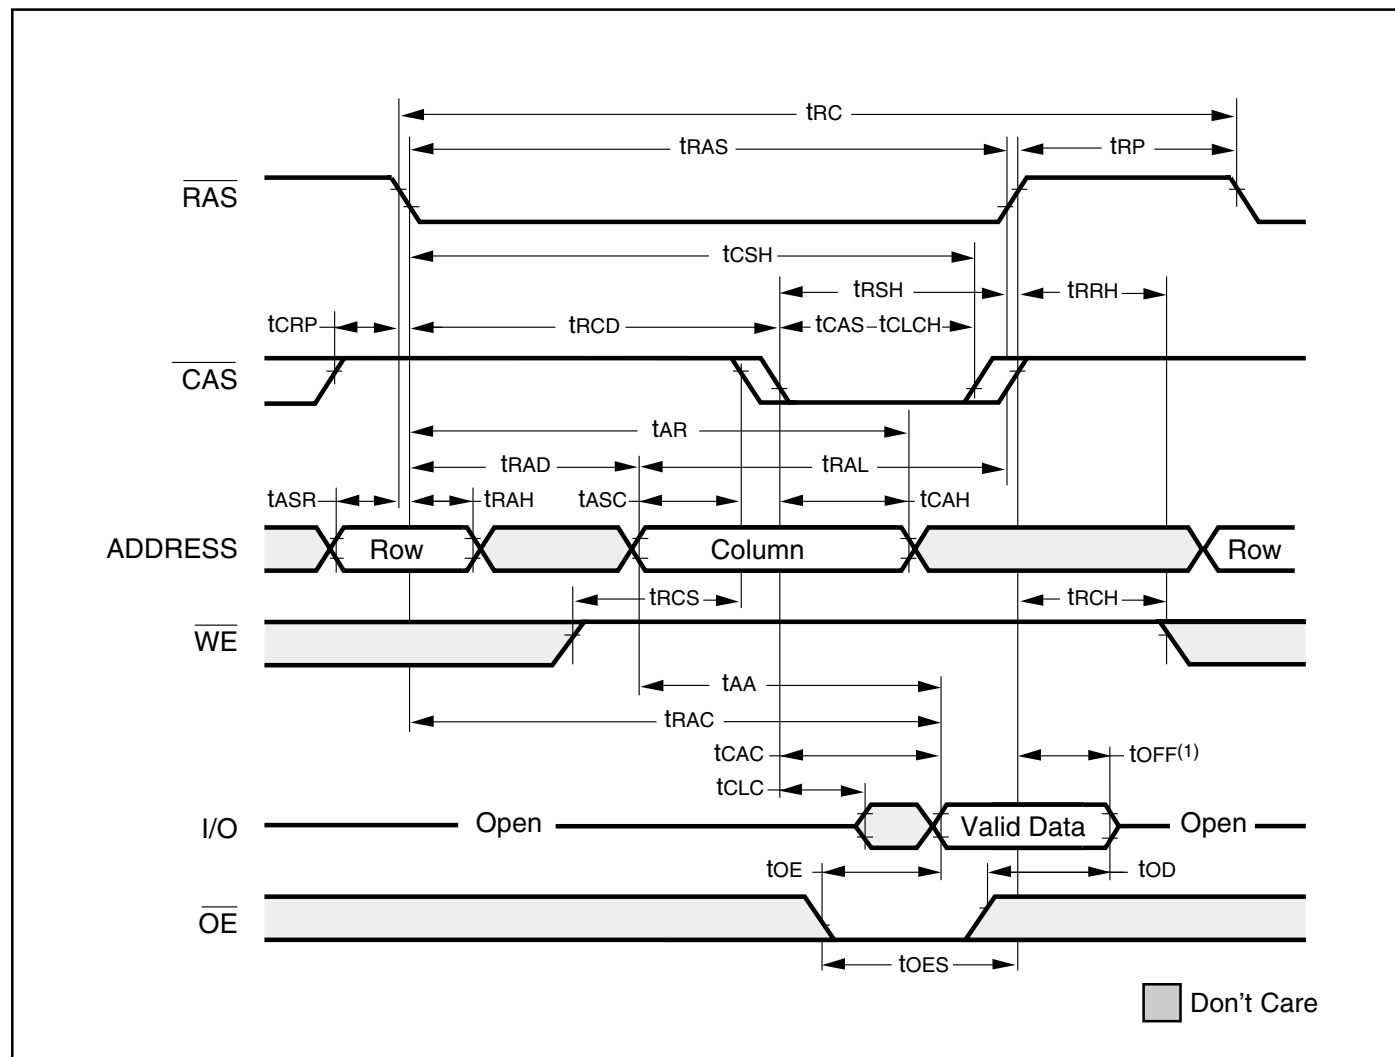 tRC
tRAS
tRP
RAS
tCSH
tRSH
tRRH
tCRP
tRCD
tCAS
tCLCH
CAS
tAR
tRAD
tRAL
tASR
tRAH
tASC
tCAH
ADDRESS
Row
Column
Row
tRCS
tRCH
WE
tAA
tRAC
tCAC
tOFF(1)
tCLC
I/O
Open
Valid Data
Open
tOE
tOD
OE
tOES
Don't Care